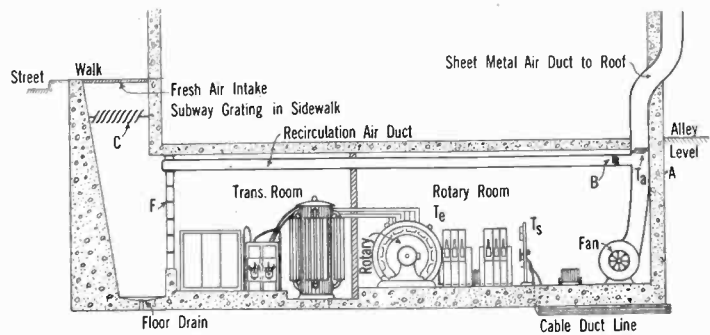 Sheet Metal Air Duct to Roof
Street
Walk
Fresh Air Intake
Subway Grating in Sidewalk
C
Recirculation Air Duct
Alley
Level
B
Ta
A
F
Trans. Room
Rotary Room
Te
Ts
Rotary
Fan
Floor Drain
Cable Duct Line